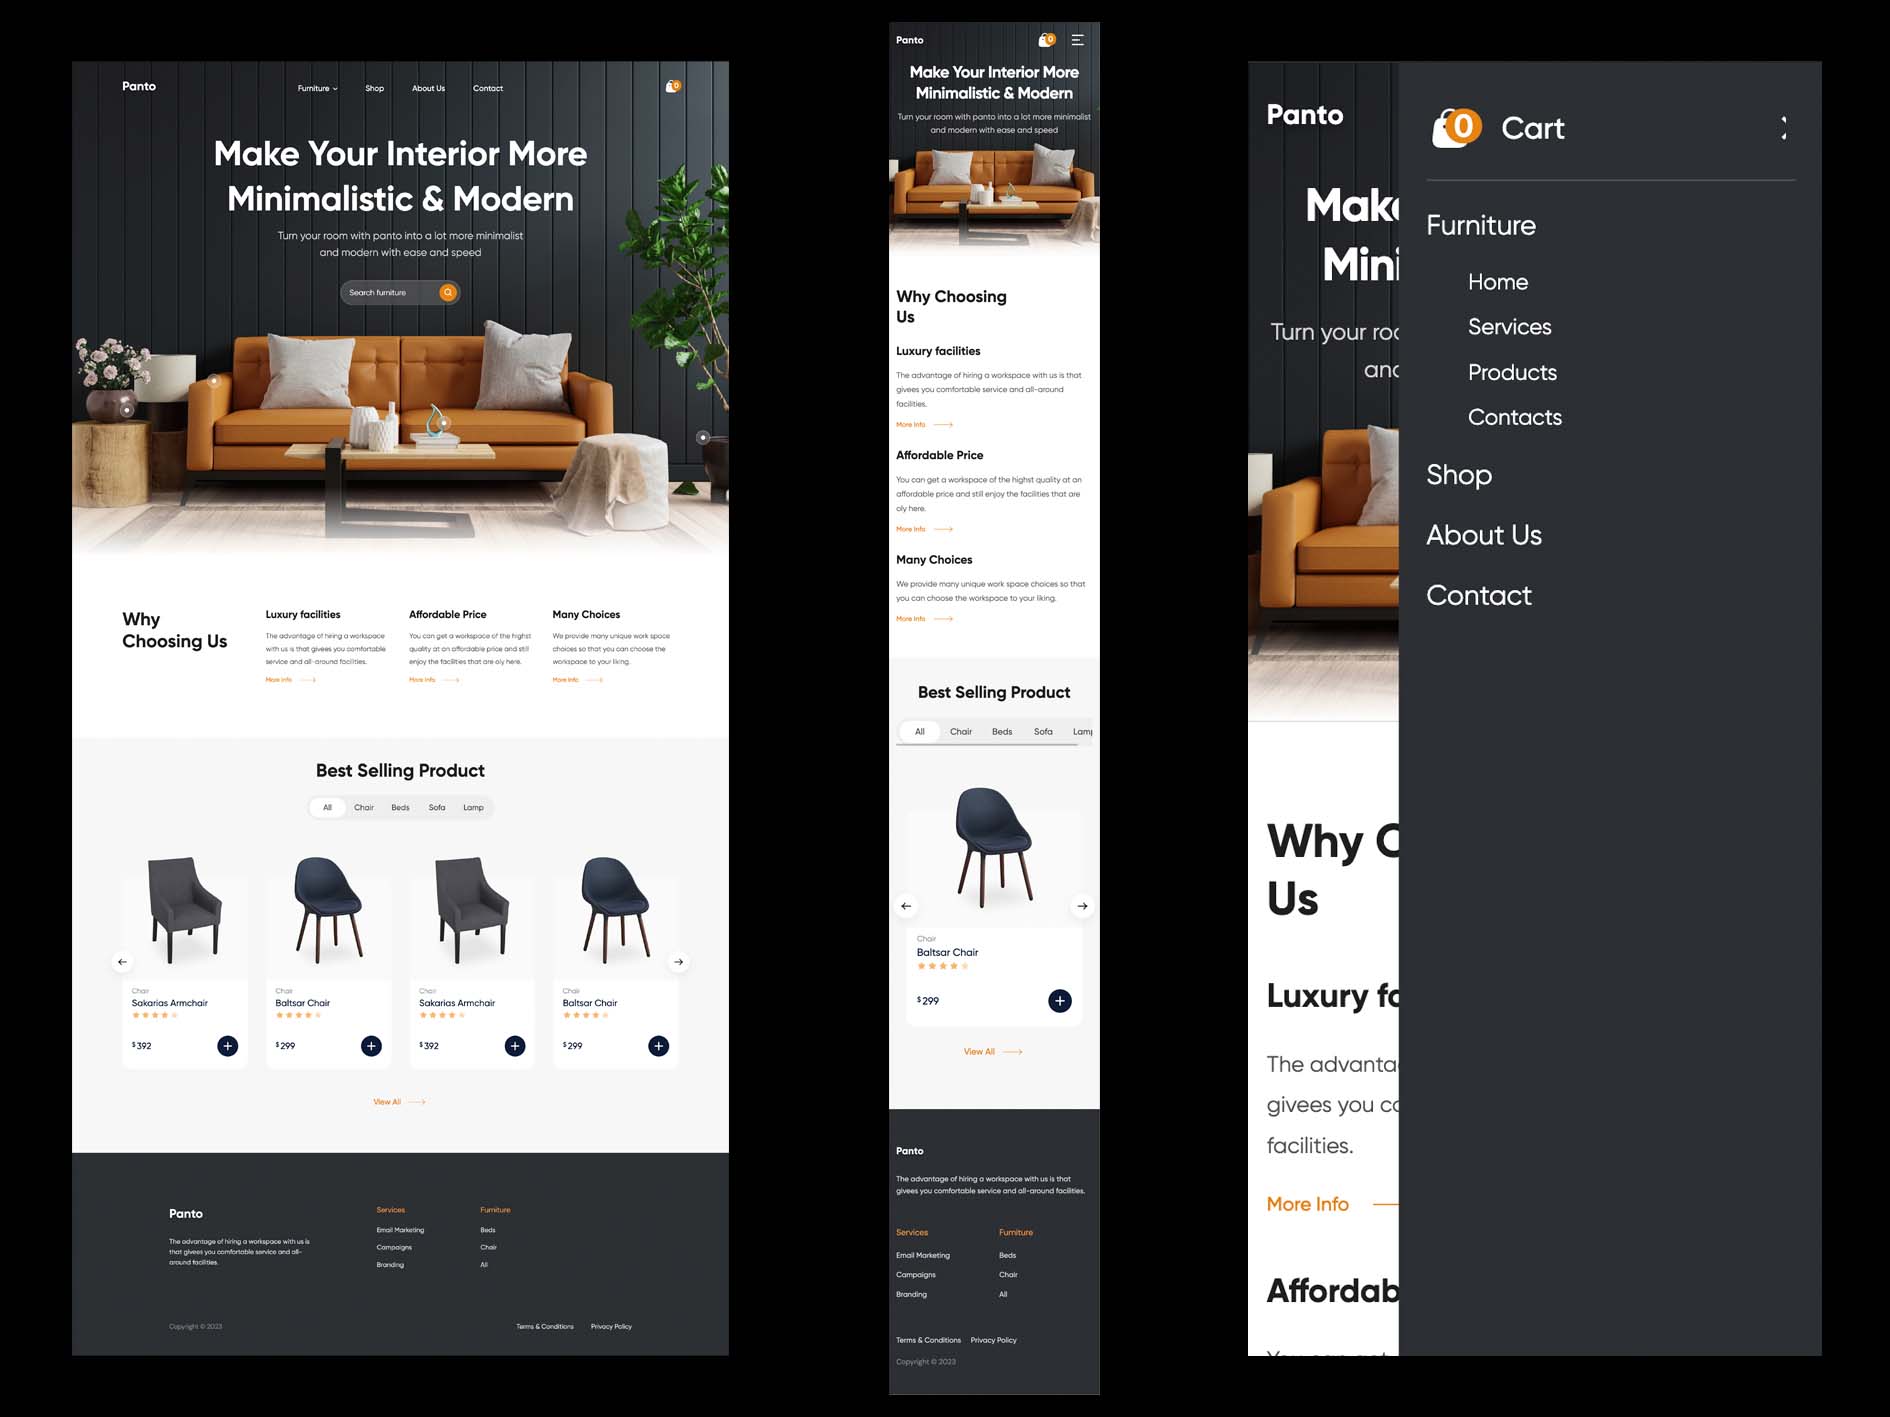 Panto
Furniture
Shop
About Us
Contact
0
Make Your Interior More
Minimalistic & Modern
Turn your room with panto into a lot more minimalist
and modern with ease and speed
Search furniture
Why
Choosing Us
Luxury facilities
The advantage of hiring a workspace
with us is that givees you comfortable
service and all-around facilities.
More Info
Affordable Price
You can get a workspace of the highst
quality at an affordable price and still
enjoy the facilities that are oly here.
More Info
Many Choices
We provide many unique work space
choices so that you can choose the
workspace to your liking.
More Info
Best Selling Product
All
Chair
Beds
Sofa
Lamp
Chair
Sakarias Armchair
$392
Chair
Baltsar Chair
$299
Chair
Sakarias Armchair
$392
Chair
Baltsar Chair
$299
View All
Panto
The advantage of hiring a workspace with us is
that givees you comfortable service and all-
around facilities.
Services
Email Marketing
Campaigns
Branding
Furniture
Beds
Chair
All
Copyright © 2023
Terms & Conditions
Privacy Policy
Panto
0
Make Your Interior More
Minimalistic & Modern
Turn your room with panto into a lot more minimalist
and modern with ease and speed
Why Choosing
Us
Luxury facilities
The advantage of hiring a workspace with us is that
givees you comfortable service and all-around
facilities.
More Info
Affordable Price
You can get a workspace of the highst quality at an
affordable price and still enjoy the facilities that are
oly here.
More Info
Many Choices
We provide many unique work space choices so that
you can choose the workspace to your liking.
More Info
Best Selling Product
All
Chair
Beds
Sofa
Lamp
Chair
Baltsar Chair
$299
View All
Panto
The advantage of hiring a workspace with us is that
givees you comfortable service and all-around facilities.
Services
Email Marketing
Campaigns
Branding
Furniture
Beds
Chair
All
Terms & Conditions
Privacy Policy
Copyright © 2023
Panto
Make
Mini
Turn your roo
and
Why C
Us
Luxury fa
The advanta
givees you co
facilities.
More Info
Affordab
You can get
0
Cart
Furniture
Home
Services
Products
Contacts
Shop
About Us
Contact